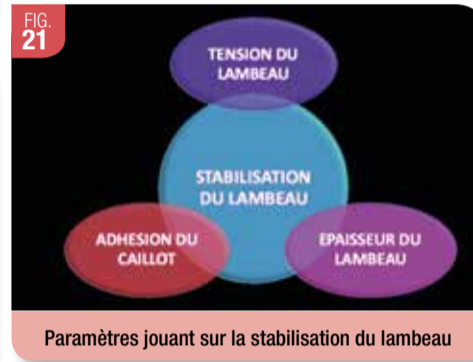 FIG.
21
TENSION DU
LAMBEAU
STABILISATION
DU LAMBEAU
ADHESION DU
CAILLOT
EPAISSEUR DU
LAMBEAU
Paramètres jouant sur la stabilisation du lambeau